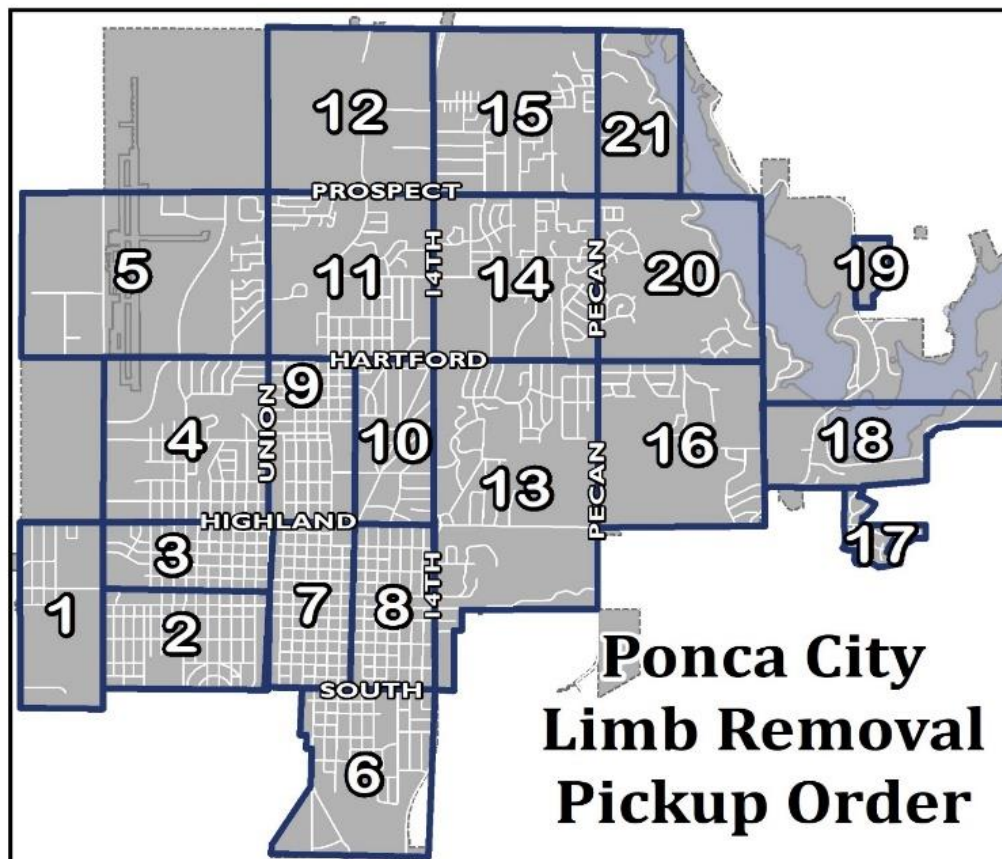 12
15
21
PROSPECT
5
11
14TH
14
PECAN
20
19
HARTFORD
9
UNION
4
10
13
PECAN
16
18
HIGHLAND
3
1
2
7
8
14TH
17
SOUTH
6
Ponca City
Limb Removal
Pickup Order